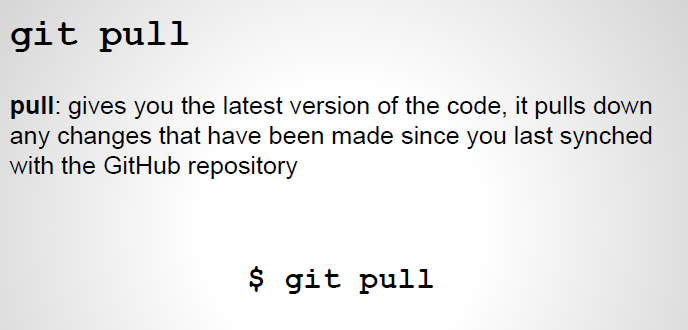 git pull
pull: gives you the latest version of the code, it pulls down
any changes that have been made since you last synched
with the GitHub repository
$ git pull